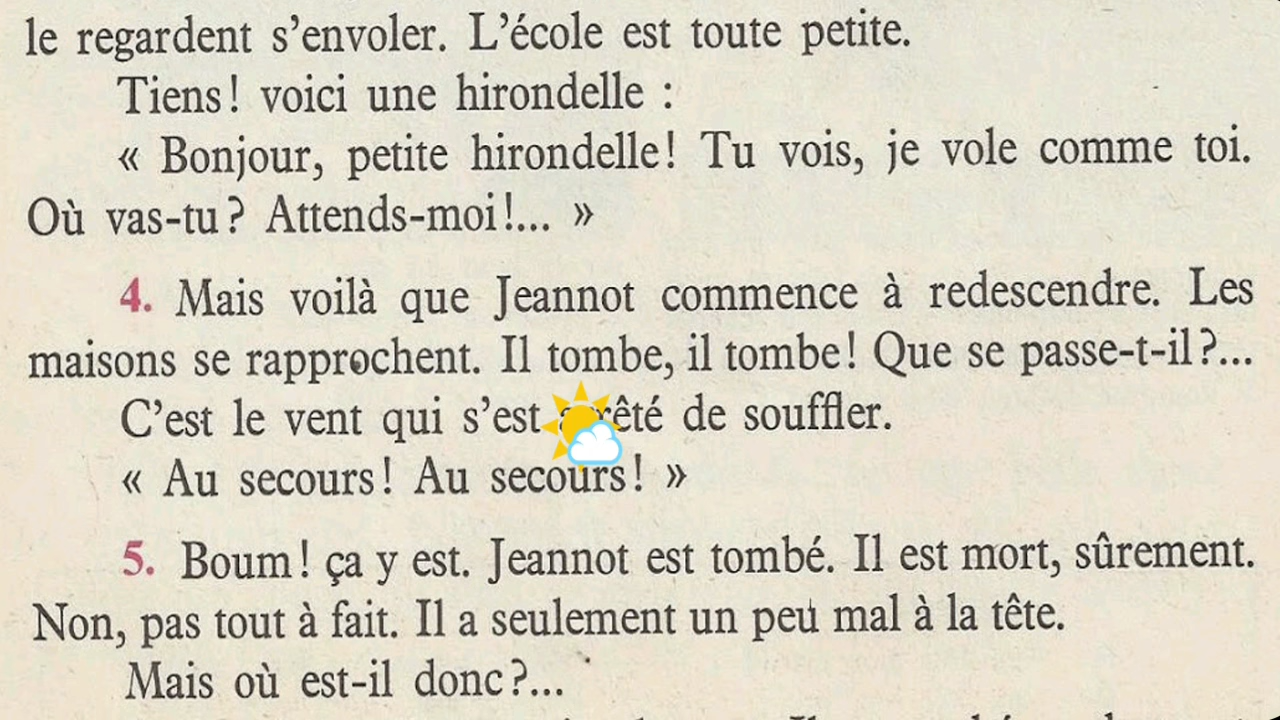 le regardent s'envoler. L'école est toute petite.
Tiens! voici une hirondelle :
« Bonjour, petite hirondelle! Tu vois, je vole comme toi.
Où vas-tu? Attends-moi!... »
4. Mais voilà que Jeannot commence à redescendre. Les
maisons se rapprochent. Il tombe, il tombe! Que se passe-t-il?...
C'est le vent qui s'est de souffler.
« Au secours! Au secours! »
5. Boum! ça y est. Jeannot est tombé. Il est mort, sûrement.
Non, pas tout à fait. Il a seulement un peu mal à la tête.
Mais où est-il donc?...